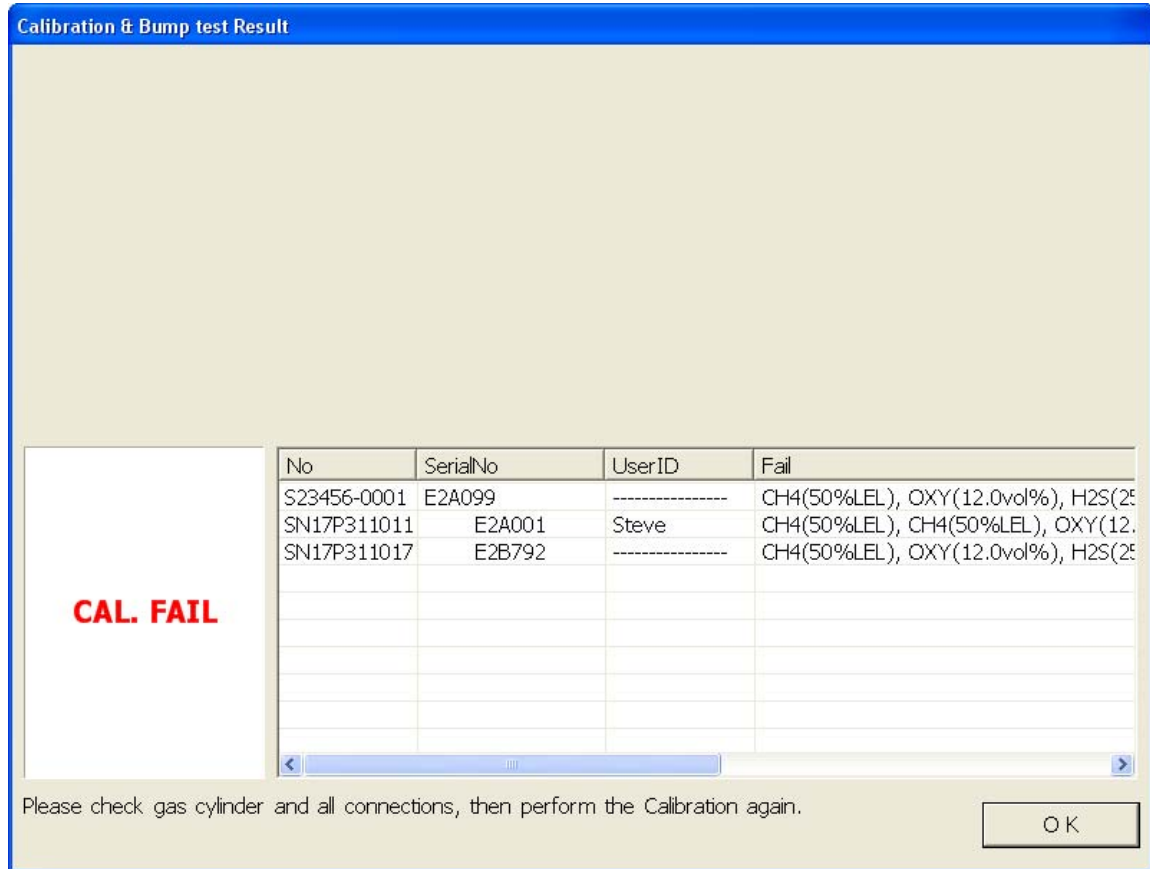 Calibration & Bump test Result
No SerialNo UserID Fail
S23456-0001 E2A099 ---------------- CH4(50%LEL), OXY(12.0vol%), H2S(25
SN17P311011 E2A001 Steve CH4(50%LEL), CH4(50%LEL), OXY(12.
SN17P311017 E2B792 ---------------- CH4(50%LEL), OXY(12.0vol%), H2S(25
CAL. FAIL
Please check gas cylinder and all connections, then perform the Calibration again.
OK